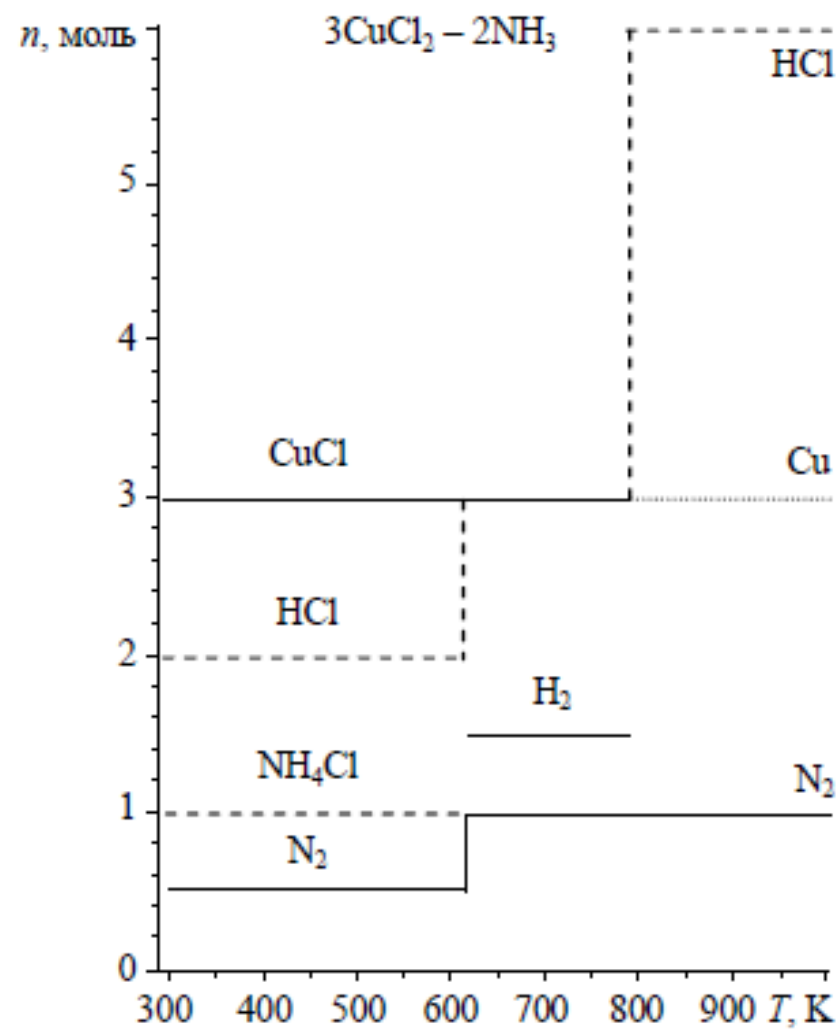 n, моль
3CuCl₂ – 2NH₃
HCl
5
4
CuCl
Cu
3
HCl
2
H₂
NH₄Cl
N₂
1
N₂
0
300 400 500 600 700 800 900 T, K